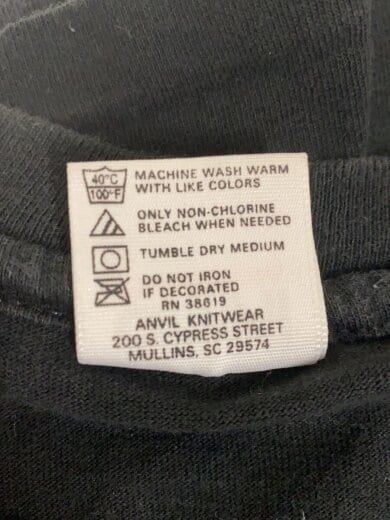 40°C
100°F
MACHINE WASH WARM
WITH LIKE COLORS
ONLY NON-CHLORINE
BLEACH WHEN NEEDED
TUMBLE DRY MEDIUM
DO NOT IRON
IF DECORATED
RN 38619
ANVIL KNITWEAR
200 S. CYPRESS STREET
MULLINS, SC 29574